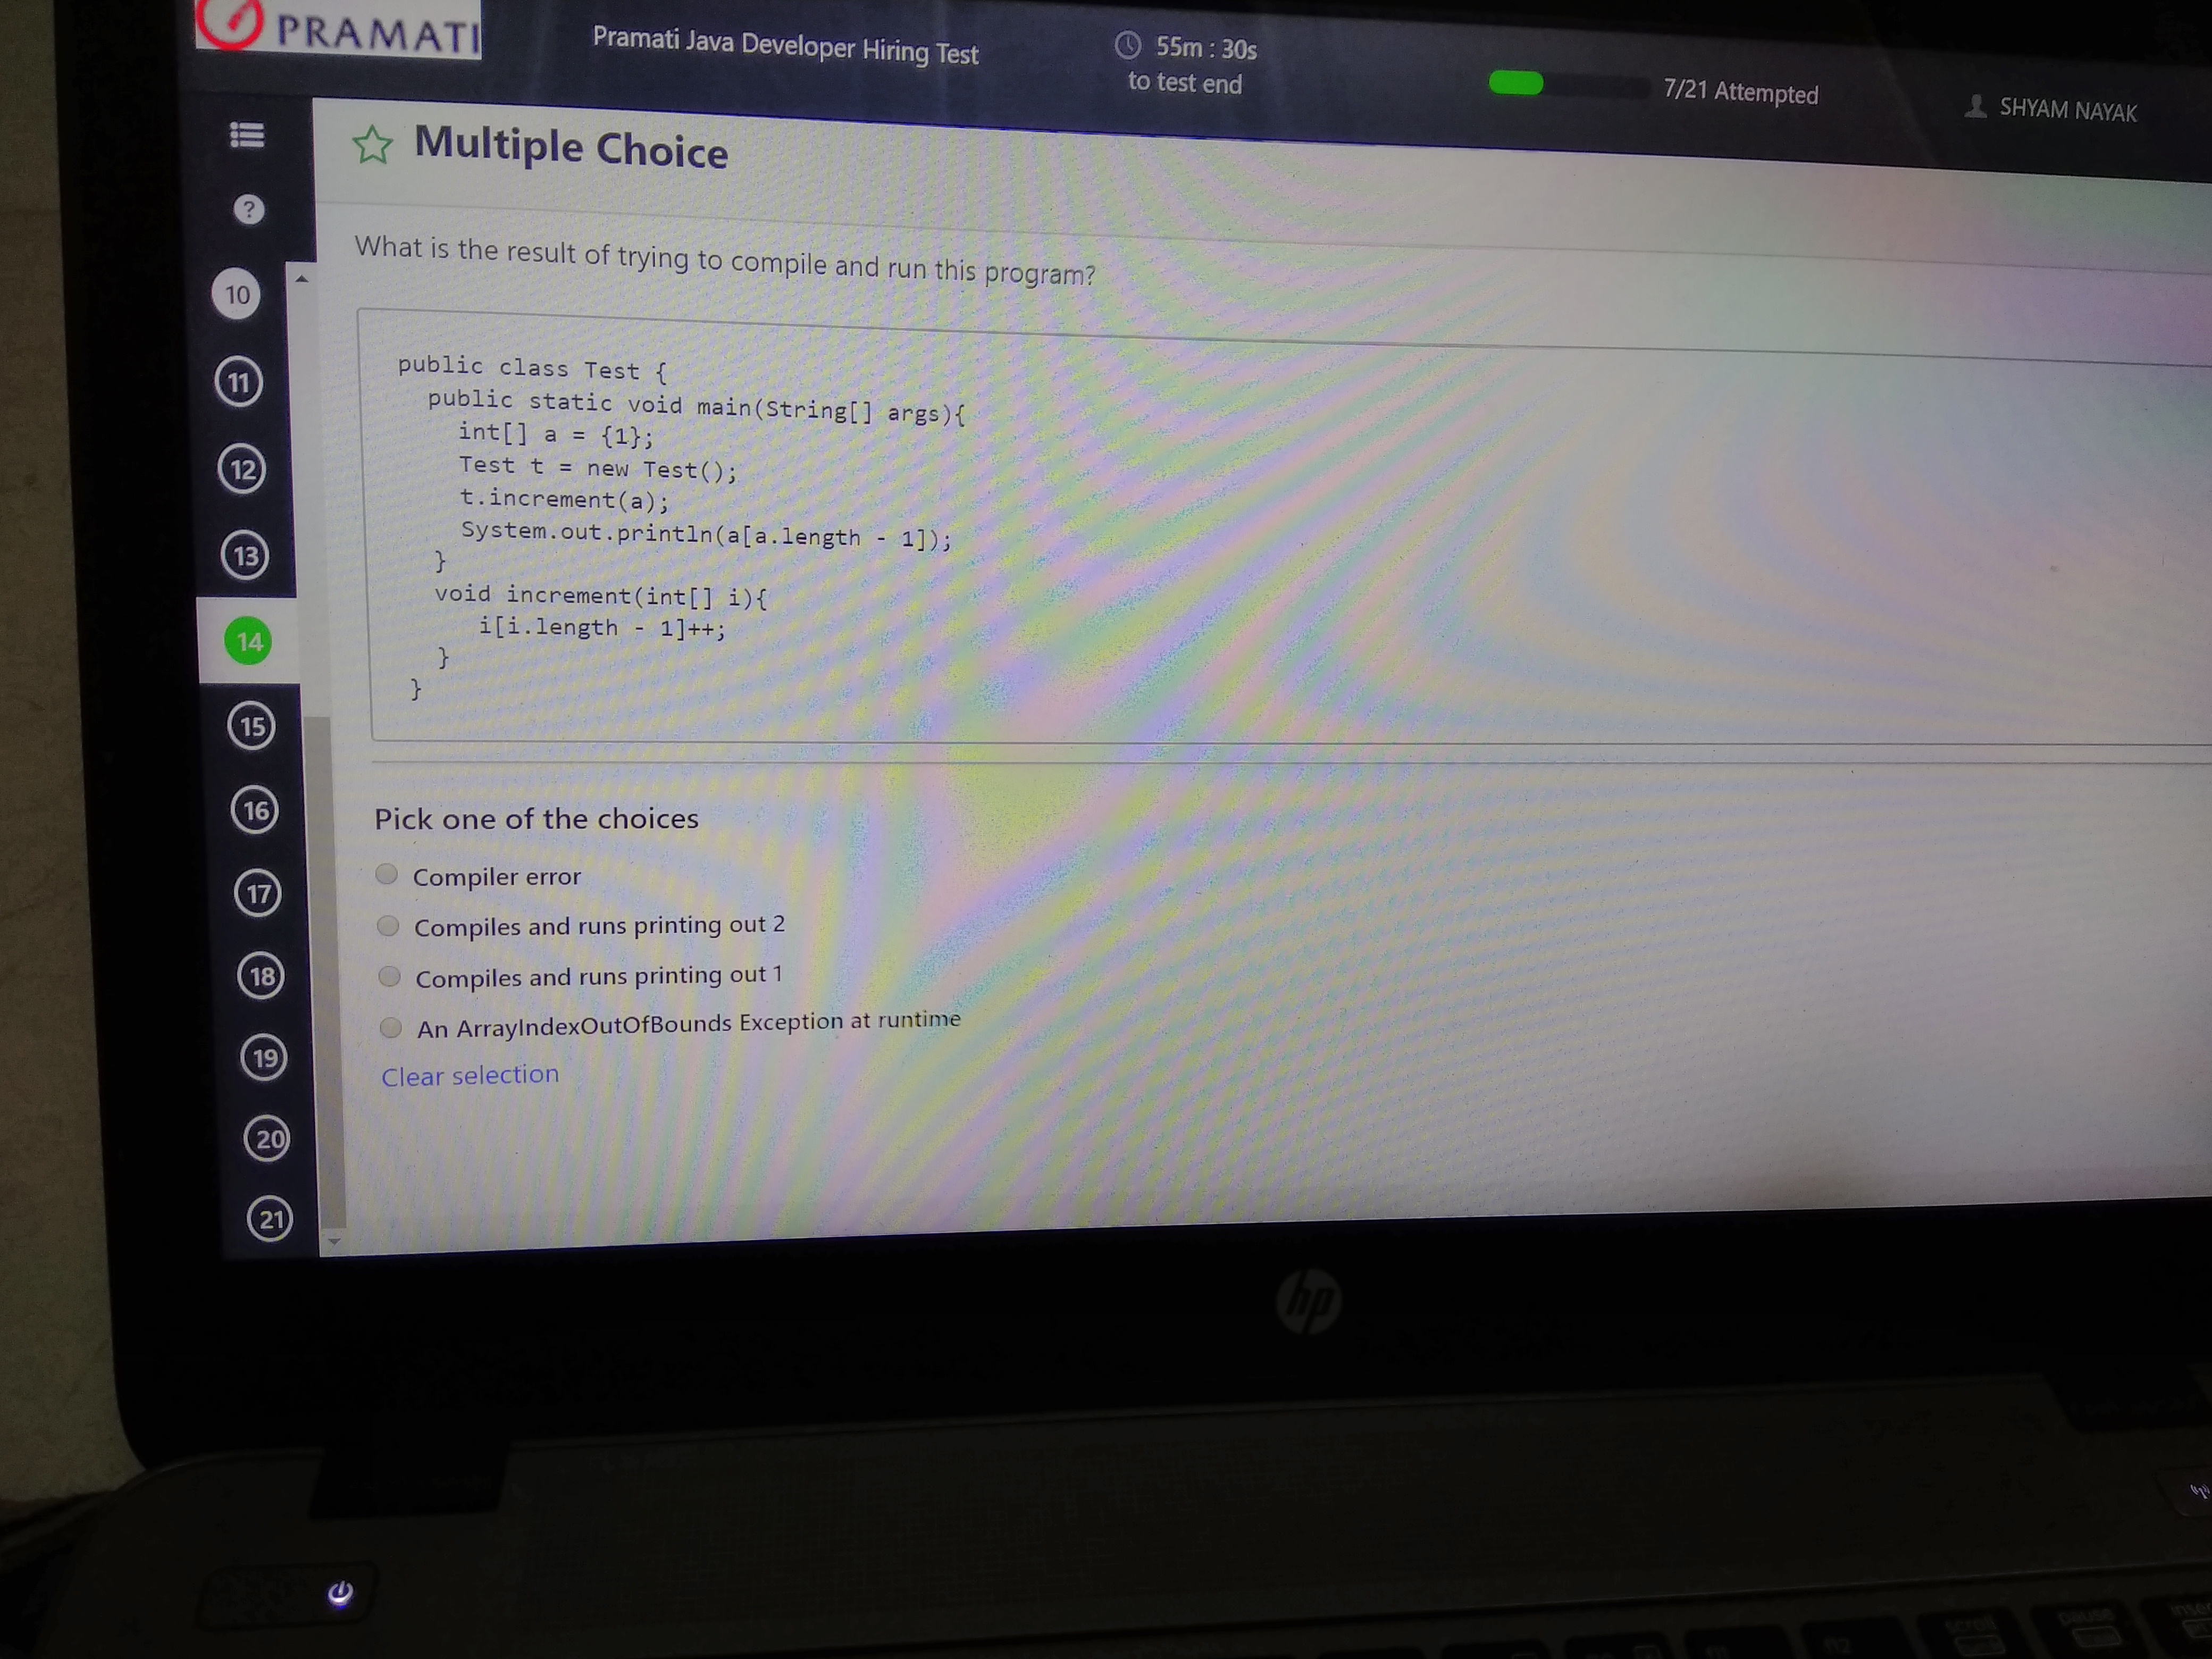 PRAMATI
Pramati Java Developer Hiring Test
55m : 30s
to test end
7/21 Attempted
SHYAM NAYAK
Multiple Choice
?
What is the result of trying to compile and run this program?
10
11
12
13
14
15
16
17
18
19
20
21
public class Test {
public static void main(String[] args){
int[] a = {1};
Test t = new Test();
t.increment(a);
System.out.println(a[a.length - 1]);
}
void increment(int[] i){
i[i.length - 1]++;
}
}
Pick one of the choices
Compiler error
Compiles and runs printing out 2
Compiles and runs printing out 1
An ArrayIndexOutOfBounds Exception at runtime
Clear selection
hp
scroll
pause